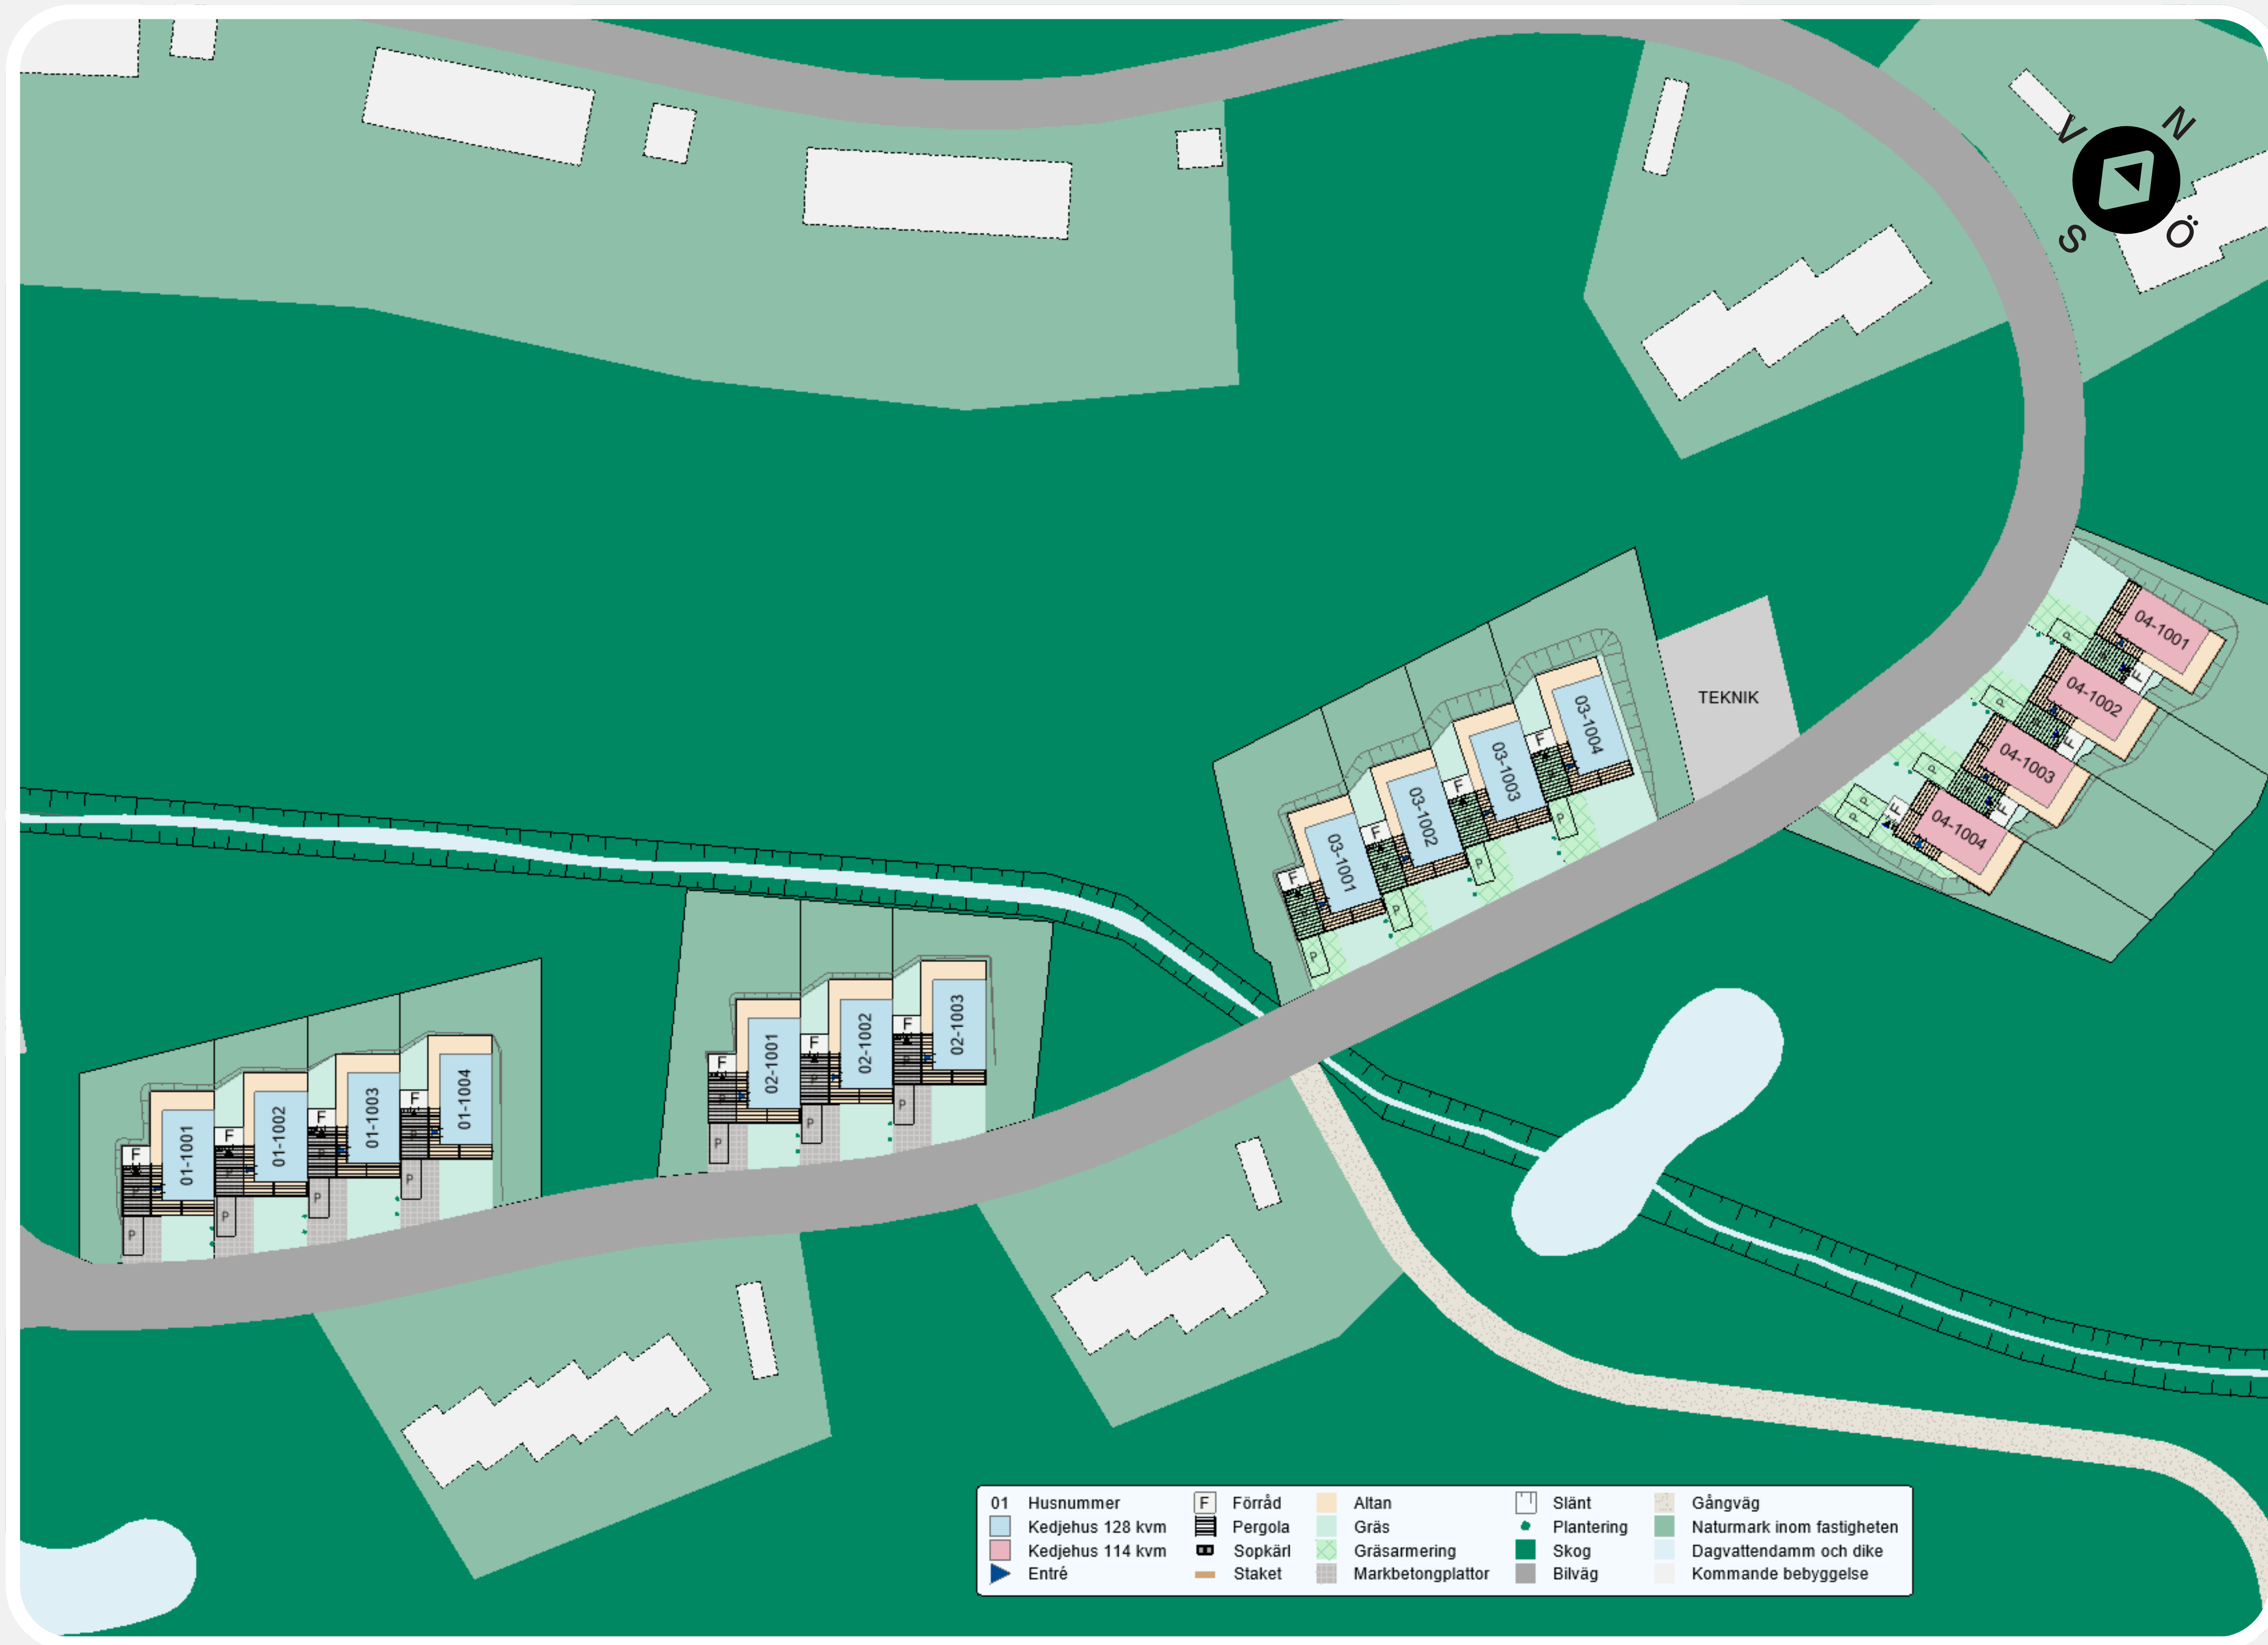 N
V
S
Ö
04-1001
P
F
04-1002
P
F
04-1003
P
F
04-1004
P
P
F
TEKNIK
03-1004
F
P
03-1003
F
P
03-1002
F
P
03-1001
F
P
02-1003
F
P
P
02-1002
F
P
P
02-1001
F
P
P
01-1004
F
P
P
01-1003
F
P
P
01-1002
F
P
P
01-1001
F
P
P
01 Husnummer
Kedjehus 128 kvm
Kedjehus 114 kvm
Entré
F Förråd
Pergola
Sopkärl
Staket
Altan
Gräs
Gräsarmering
Markbetongplattor
Slänt
Plantering
Skog
Bilväg
Gångväg
Naturmark inom fastigheten
Dagvattendamm och dike
Kommande bebyggelse